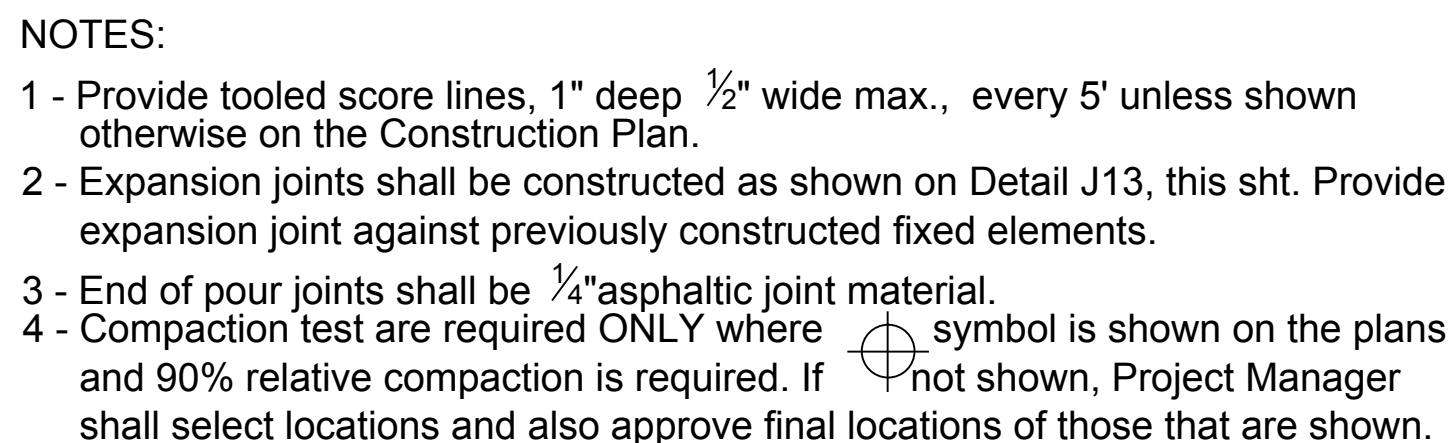 NOTES:
1 - Provide tooled score lines, 1" deep 1/2" wide max., every 5' unless shown
otherwise on the Construction Plan.
2 - Expansion joints shall be constructed as shown on Detail J13, this sht. Provide
expansion joint against previously constructed fixed elements.
3 - End of pour joints shall be 1/4"asphaltic joint material.
4 - Compaction test are required ONLY where symbol is shown on the plans
and 90% relative compaction is required. If not shown, Project Manager
shall select locations and also approve final locations of those that are shown.